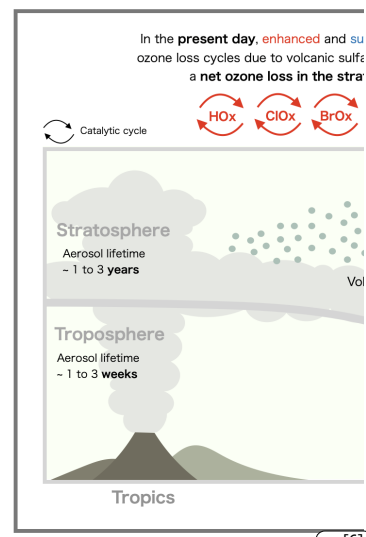 In the present day, enhanced and
ozone loss cycles due to volcanic
a net ozone loss in the
HOx ClOx BrOx
Catalytic cycle
Stratosphere
Aerosol lifetime
~ 1 to 3 years
Troposphere
Aerosol lifetime
~ 1 to 3 weeks
Tropics